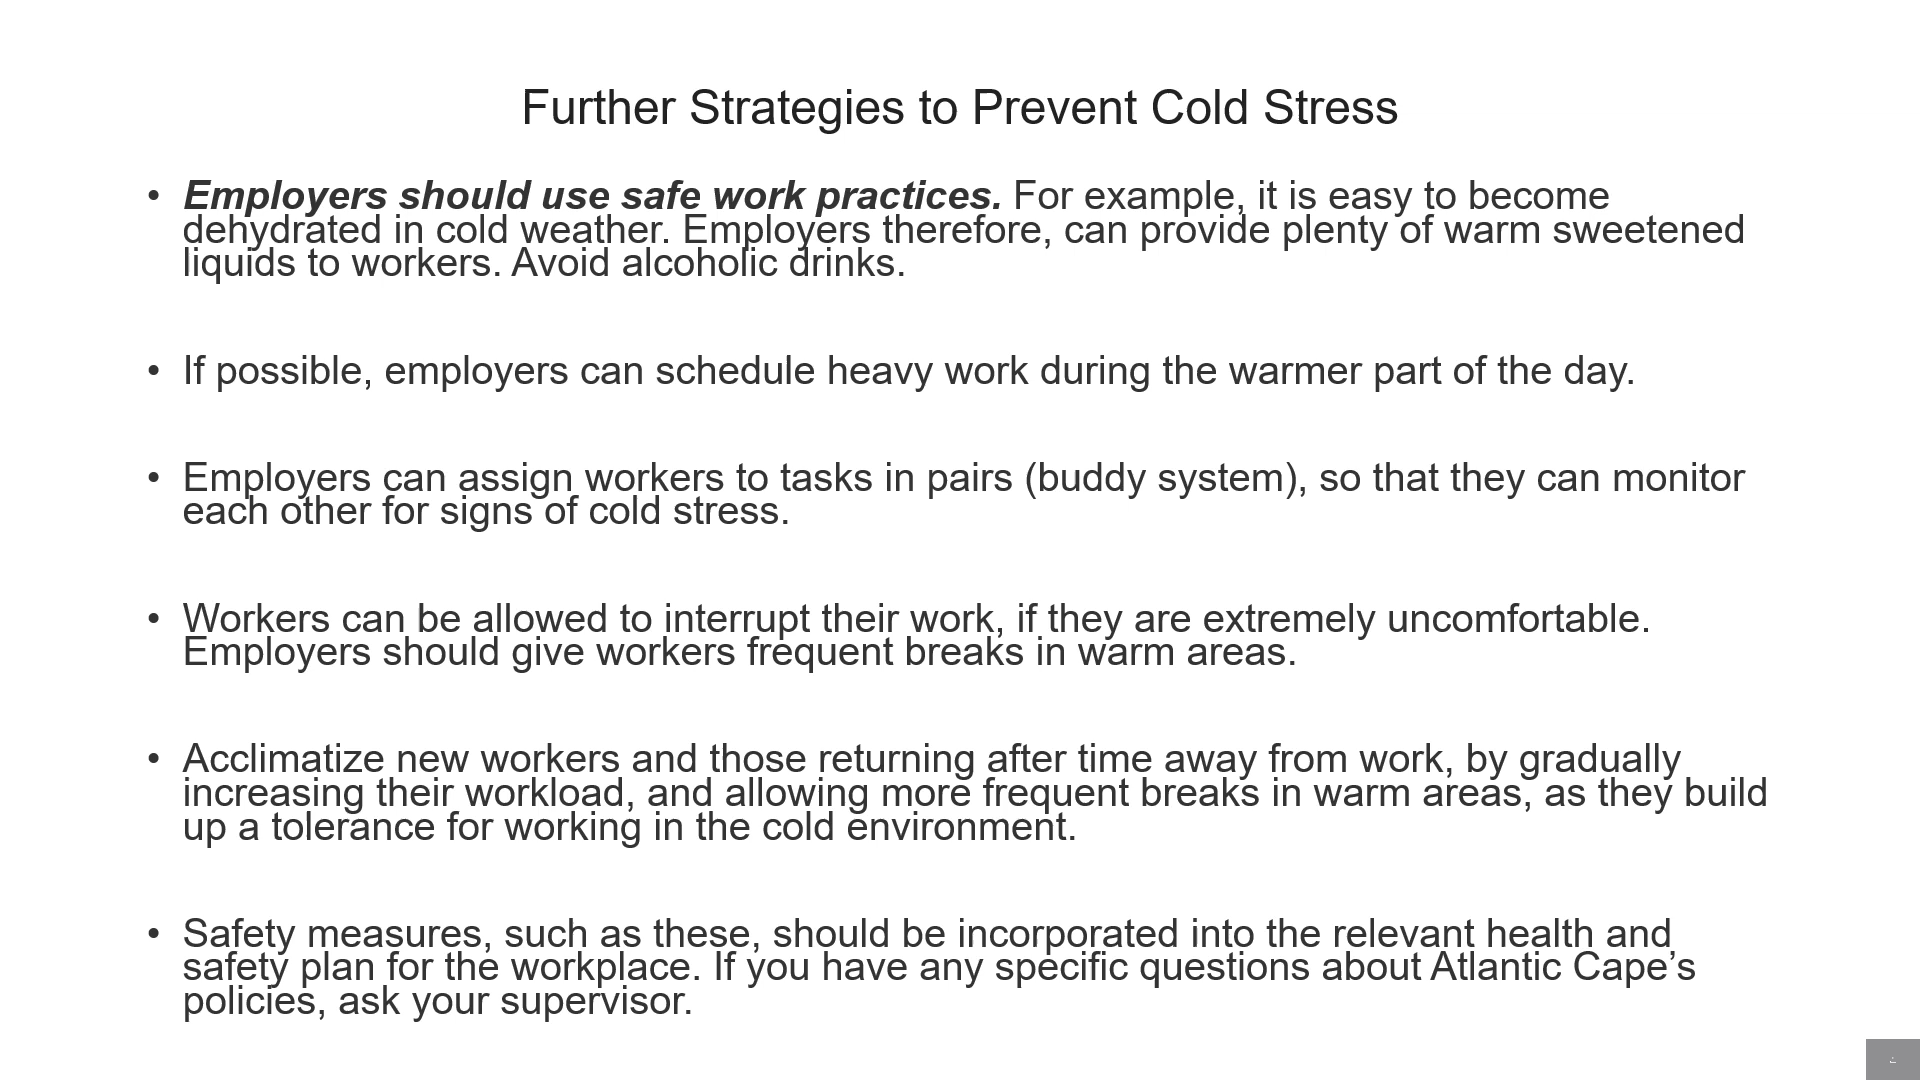 Further Strategies to Prevent Cold Stress
• Employers should use safe work practices. For example, it is easy to become
dehydrated in cold weather. Employers therefore, can provide plenty of warm sweetened
liquids to workers. Avoid alcoholic drinks.
• If possible, employers can schedule heavy work during the warmer part of the day.
• Employers can assign workers to tasks in pairs (buddy system), so that they can monitor
each other for signs of cold stress.
• Workers can be allowed to interrupt their work, if they are extremely uncomfortable.
Employers should give workers frequent breaks in warm areas.
• Acclimatize new workers and those returning after time away from work, by gradually
increasing their workload, and allowing more frequent breaks in warm areas, as they build
up a tolerance for working in the cold environment.
• Safety measures, such as these, should be incorporated into the relevant health and
safety plan for the workplace. If you have any specific questions about Atlantic Cape’s
policies, ask your supervisor.